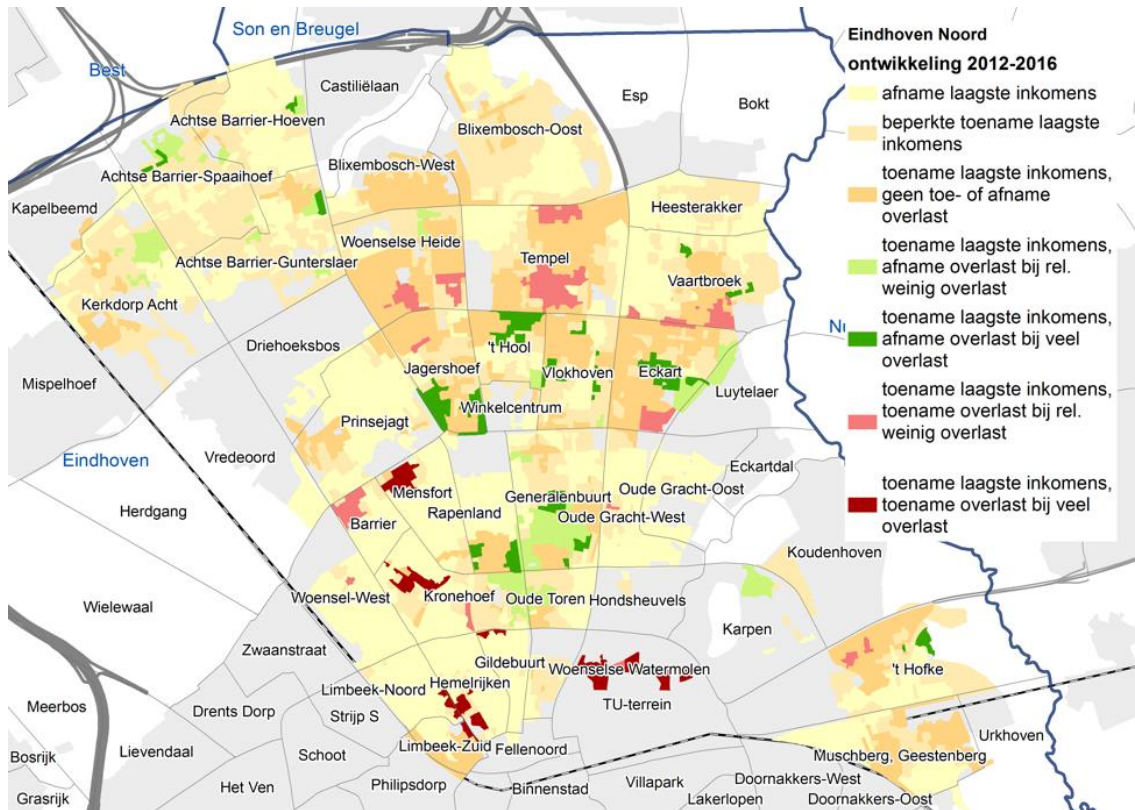 Son en Breugel
Best
Castiliëlaan
Esp
Bokt
Achtse Barrier-Hoeven
Blixembosch-Oost
Blixembosch-West
Achtse Barrier-Spaaihoef
Kapelbeemd
Heesterakker
Woenselse Heide
Tempel
Achtse Barrier-Gunterslaer
Vaartbroek
Kerkdorp Acht
Driehoeksbos
't Hool
Mispelhoef
Jagershoef
Vlokhoven
Eckart
Luytelaer
Winkelcentrum
Prinsejagt
Vredeoord
Eindhoven
Eckartdal
Mensfort
Generalenbuurt
Oude Gracht-Oost
Herdgang
Rapenland
Oude Gracht-West
Barrier
Koudenhoven
Woensel-West
Kronehoef
Oude Toren
Hondsheuvels
Wielewaal
Karpen
Zwaanstraat
Gildebuurt
Woenselse Watermolen
't Hofke
Limbeek-Noord
Hemelrijken
TU-terrein
Meerbos
Drents Dorp
Strijp S
Lievendaal
Schoot
Limbeek-Zuid
Fellenoord
Urkhoven
Bosrijk
Muschberg, Geestenberg
Het Ven
Philipsdorp
Binnenstad
Villapark
Doornakkers-West
Grasrijk
Lakerlopen
Doornakkers-Oost
Eindhoven Noord
ontwikkeling 2012-2016
afname laagste inkomens
beperkte toename laagste
inkomens
toename laagste inkomens,
geen toe- of afname
overlast
toename laagste inkomens,
afname overlast bij rel.
weinig overlast
toename laagste inkomens,
afname overlast bij veel
overlast
toename laagste inkomens,
toename overlast bij rel.
weinig overlast
toename laagste inkomens,
toename overlast bij veel
overlast